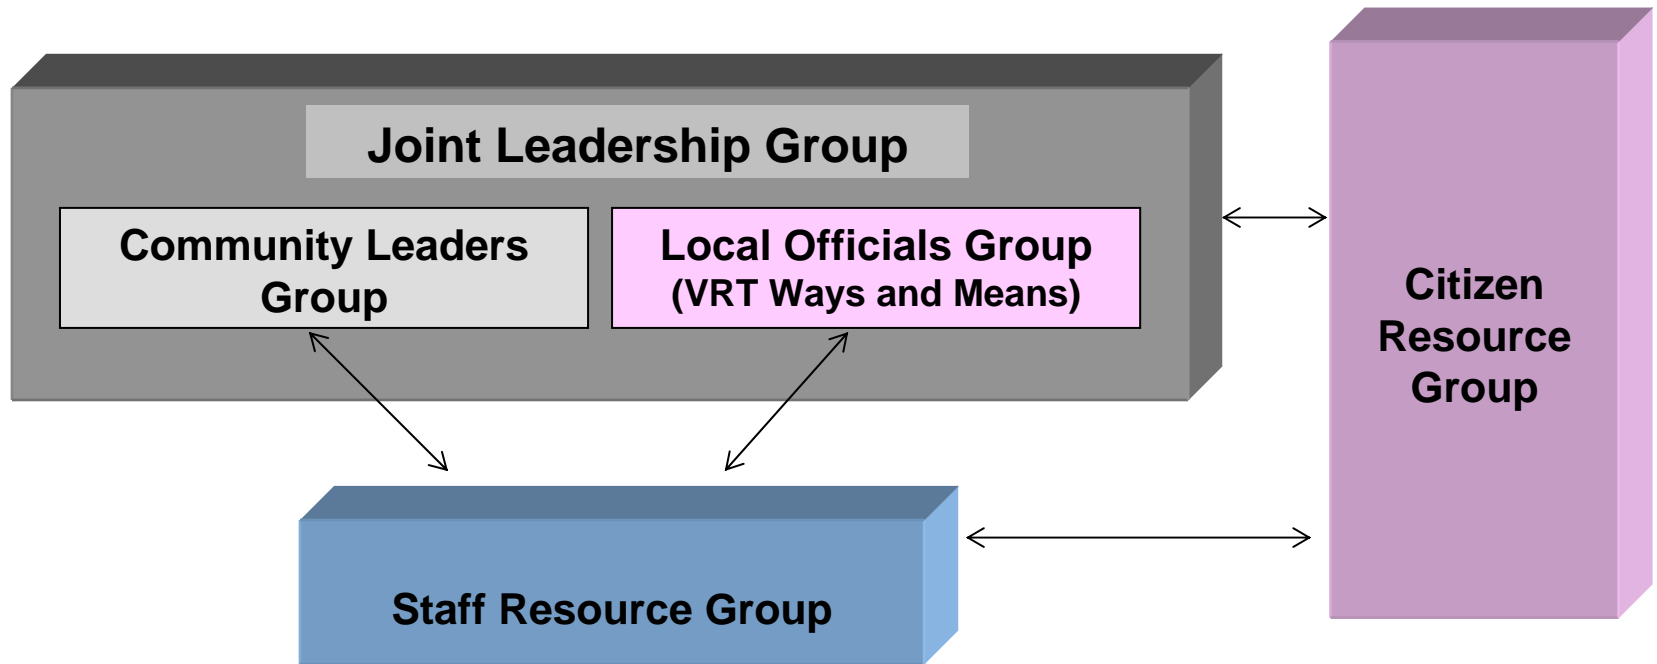 Joint Leadership Group
Community Leaders
Group
Local Officials Group
(VRT Ways and Means)
Citizen
Resource
Group
Staff Resource Group